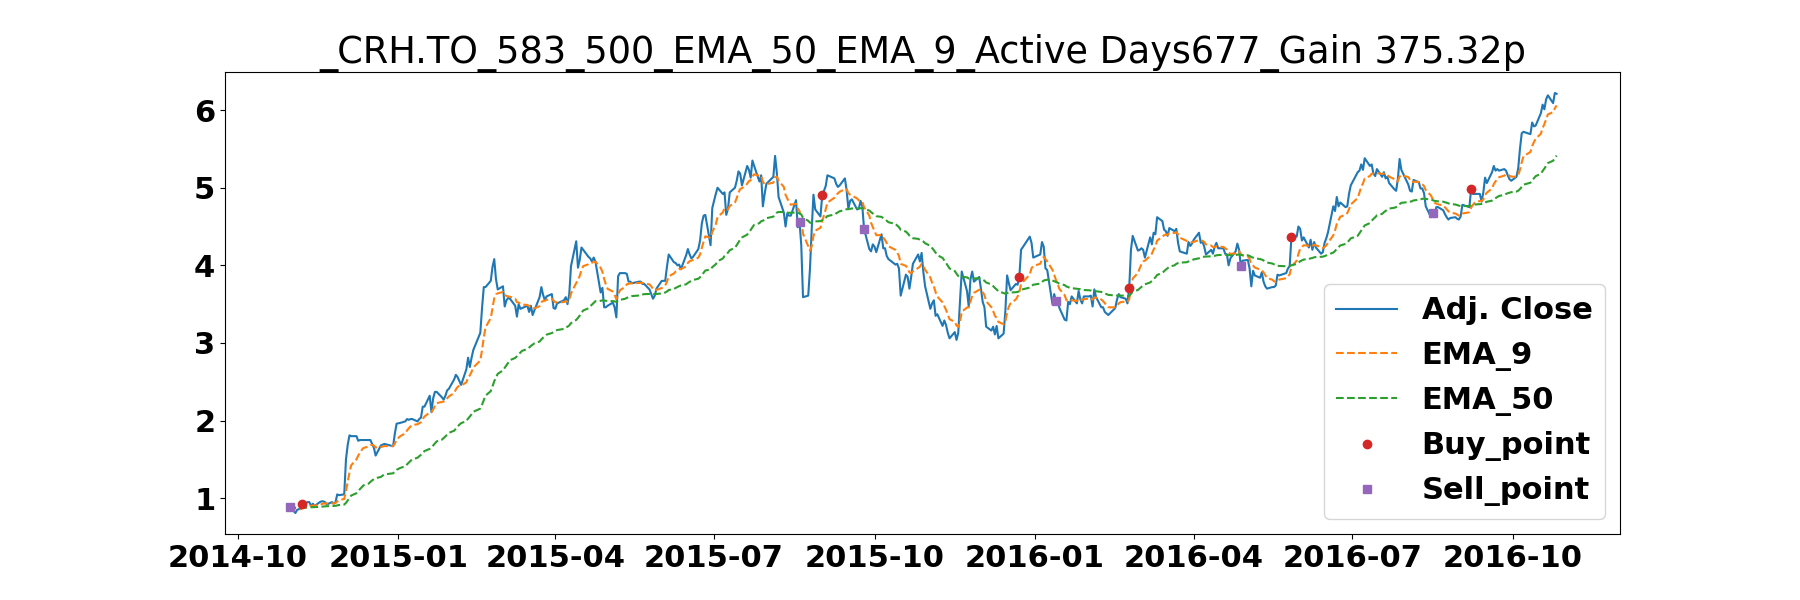 _CRH.TO_583_500_EMA_50_EMA_9_Active Days677_Gain 375.32p
6
5
4
3
2
1
Adj. Close
EMA_9
EMA_50
Buy_point
Sell_point
2014-10 2015-01 2015-04 2015-07 2015-10 2016-01 2016-04 2016-07 2016-10